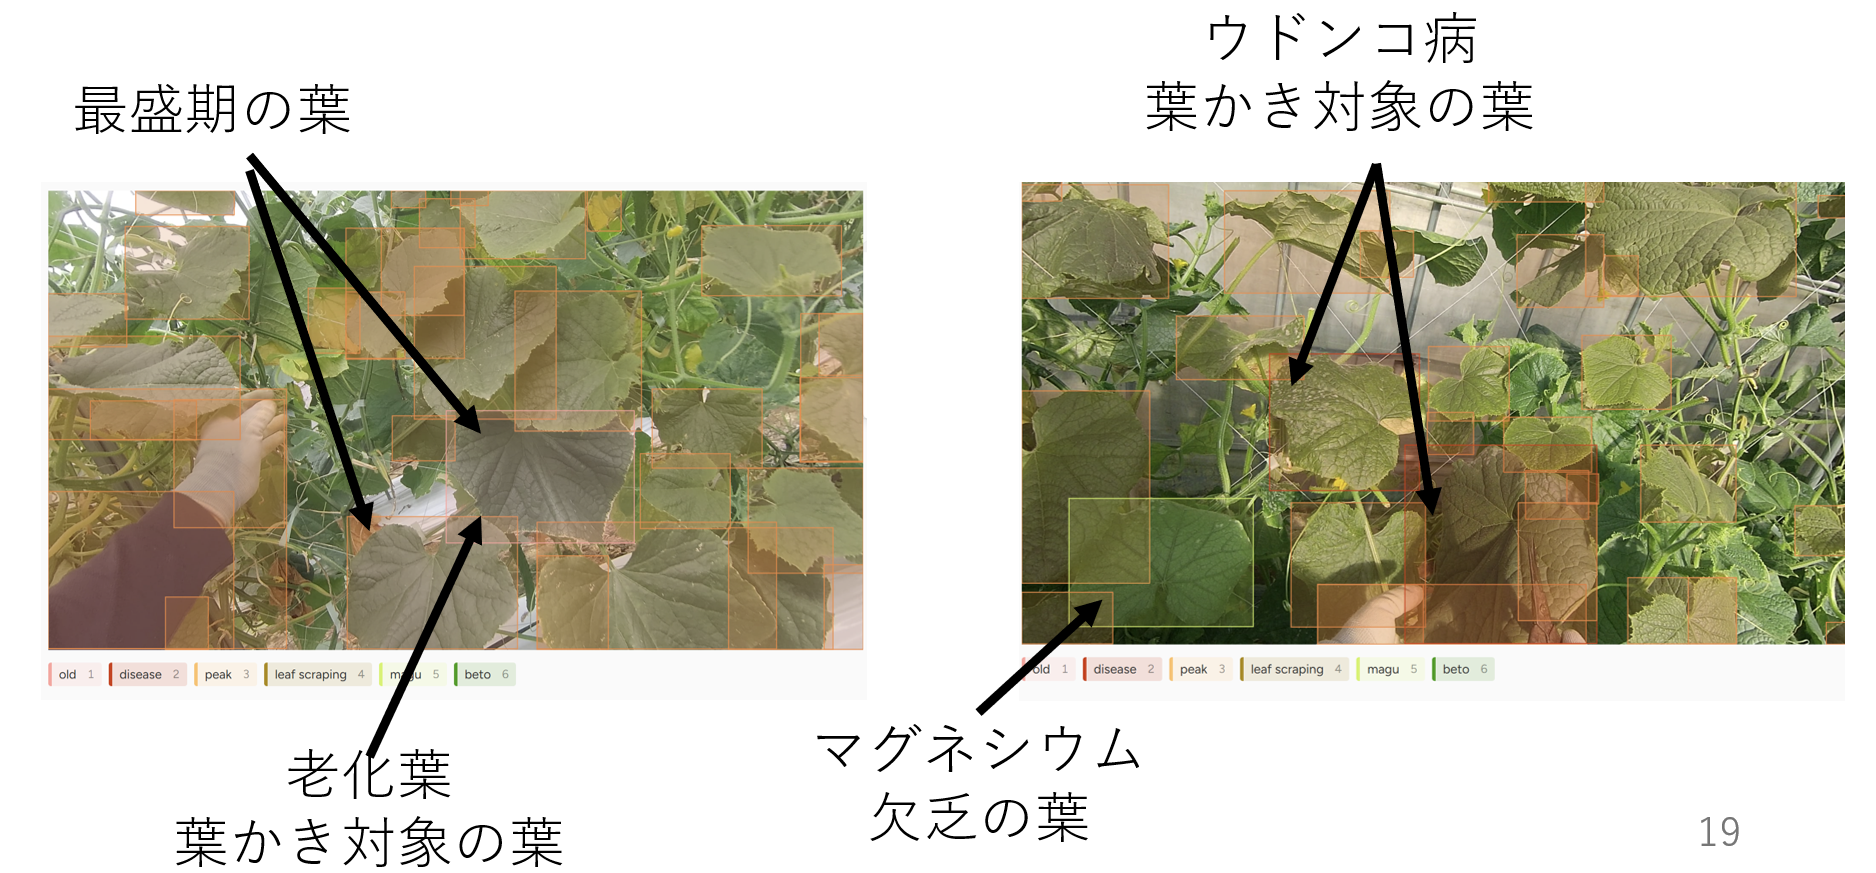 最盛期の葉
ウドンコ病
葉かき対象の葉
old 1 disease 2 peak 3 leaf scraping 4 magu 5 beto 6
old 1 disease 2 peak 3 leaf scraping 4 magu 5 beto 6
老化葉
葉かき対象の葉
マグネシウム
欠乏の葉
19